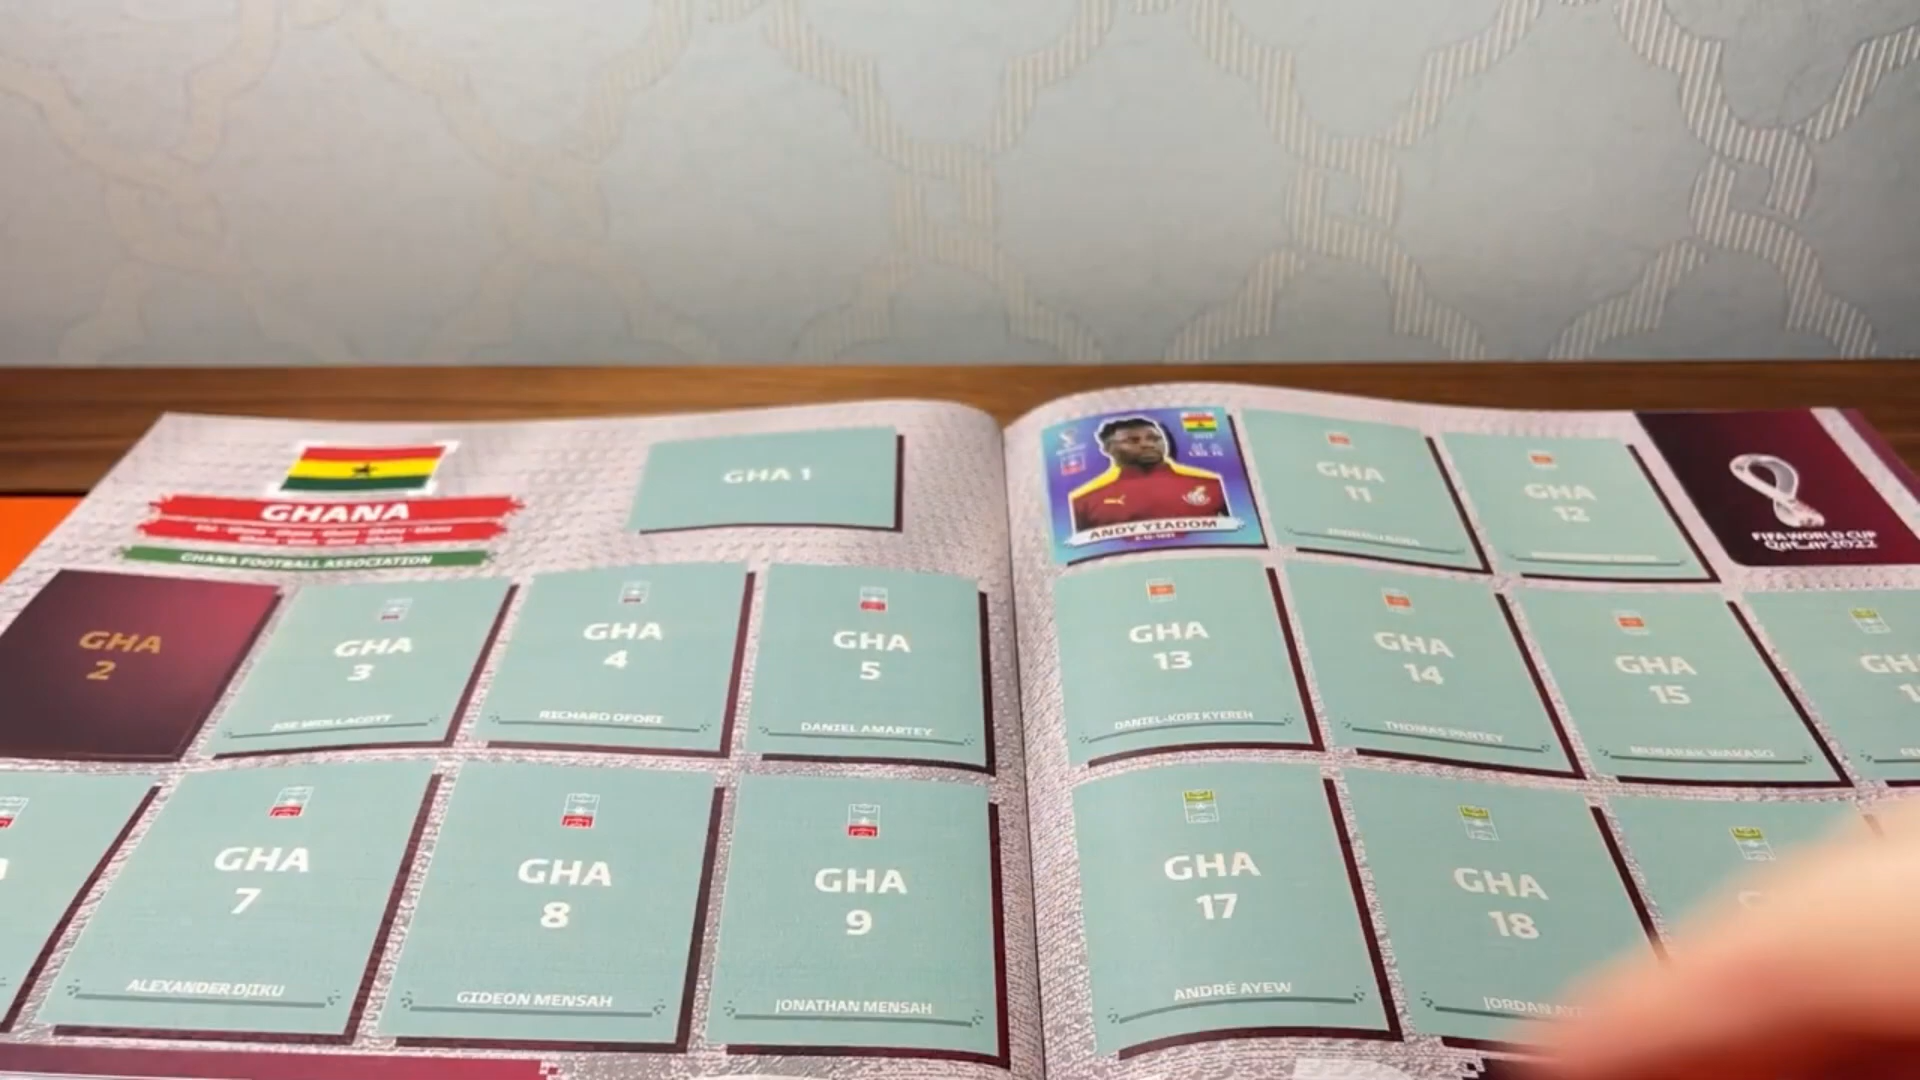 GHANA
GHANA FOOTBALL ASSOCIATION
GHA 1
GHA
2
GHA
3
JOE WOLLACOTT
GHA
4
RICHARD OFORI
GHA
5
DANIEL AMARTEY
GHA
7
ALEXANDER DJIKU
GHA
8
GIDEON MENSAH
GHA
9
JONATHAN MENSAH
ANDY YIADOM
GHA
11
GHA
12
FIFA WORLD CUP
Qatar2022
GHA
13
DANIEL-KOFI KYEREH
GHA
14
THOMAS PARTEY
GHA
15
MUBARAK WAKASO
GHA
17
ANDRÉ AYEW
GHA
18
JORDAN